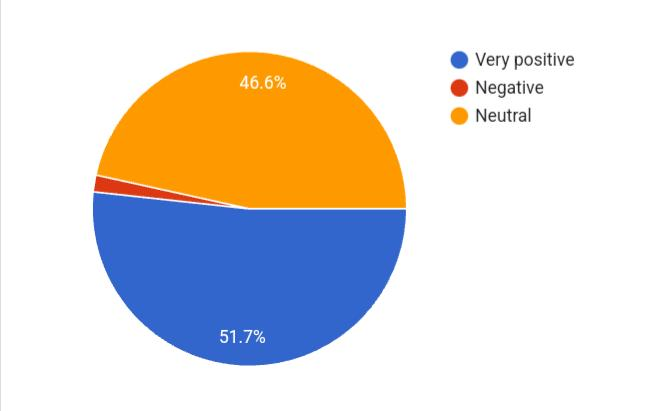 46.6%
51.7%
Very positive
Negative
Neutral